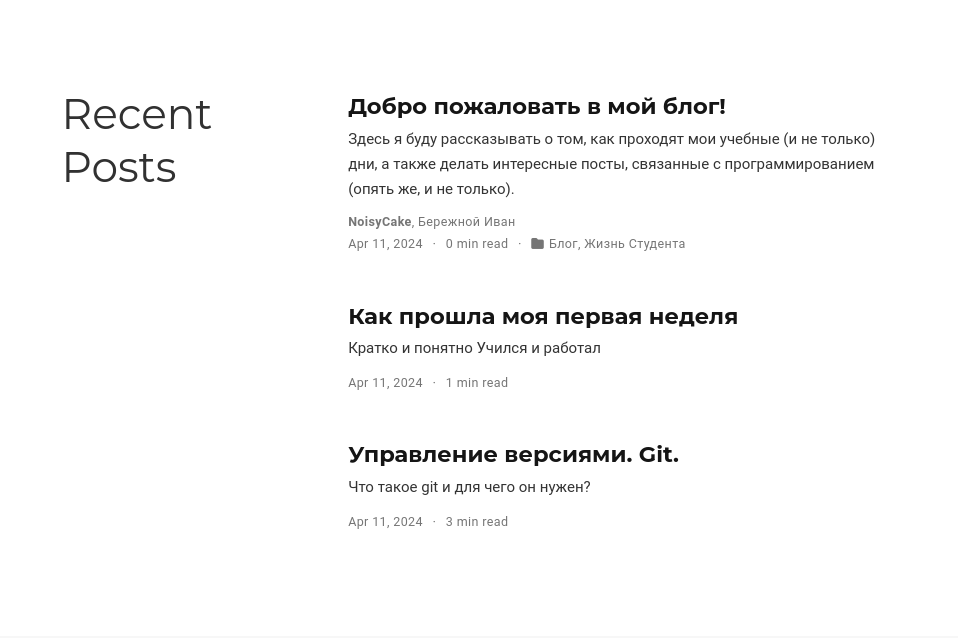 Recent
Posts
Добро пожаловать в мой блог!
Здесь я буду рассказывать о том, как проходят мои учебные (и не только)
дни, а также делать интересные посты, связанные с программированием
(опять же, и не только).
NoisyCake, Бережной Иван
Apr 11, 2024 · 0 min read · Блог, Жизнь Студента
Как прошла моя первая неделя
Кратко и понятно Учился и работал
Apr 11, 2024 · 1 min read
Управление версиями. Git.
Что такое git и для чего он нужен?
Apr 11, 2024 · 3 min read